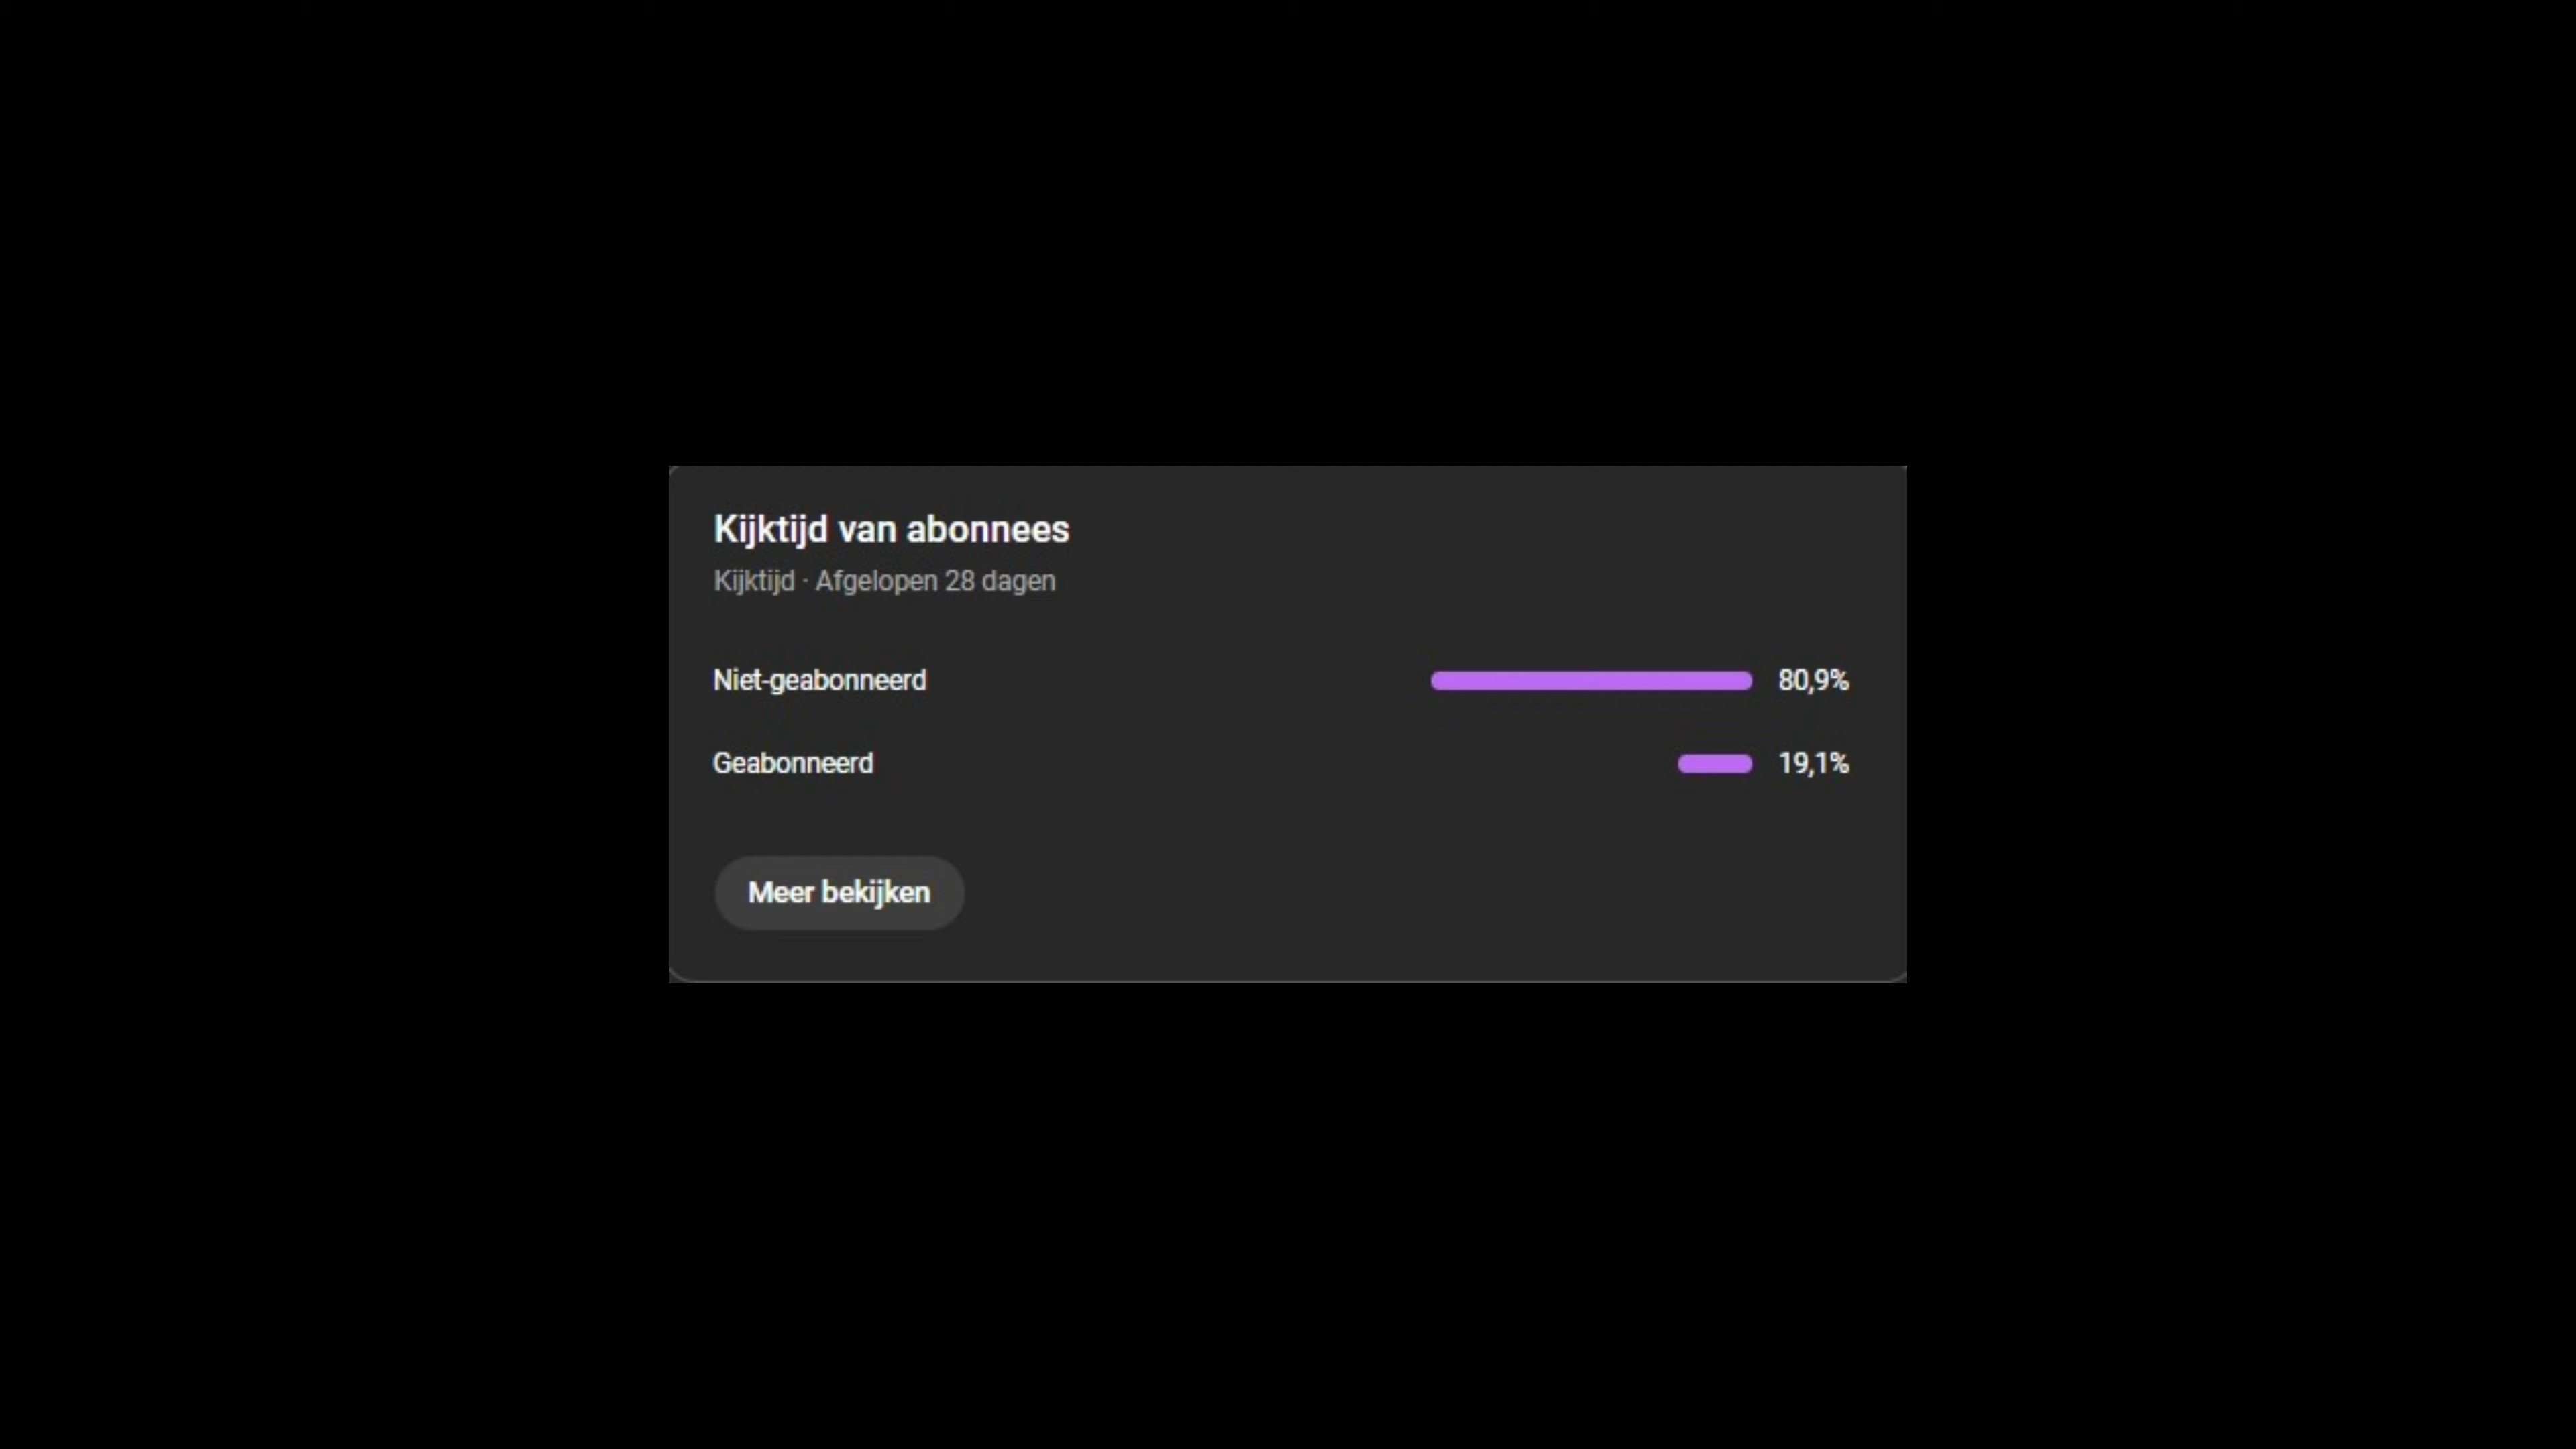 Kijktijd van abonnees
Kijktijd · Afgelopen 28 dagen
Niet-geabonneerd 80,9%
Geabonneerd 19,1%
Meer bekijken